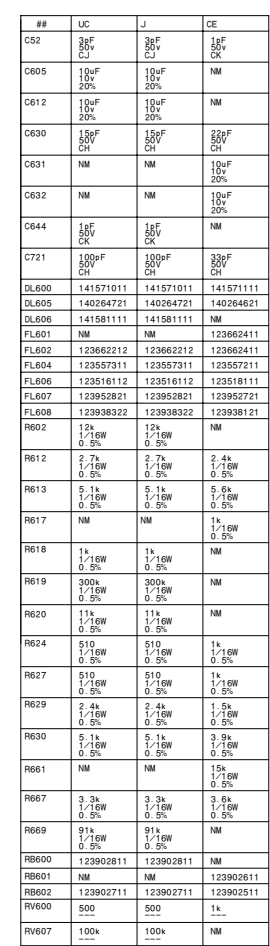 ## UC J CE
C52 3pF 50v CJ 3pF 50v CJ 1pF 50v CK
C605 10uF 10v 20% 10uF 10v 20% NM
C612 10uF 10v 20% 10uF 10v 20% NM
C630 15pF 50V CH 15pF 50V CH 22pF 50V CH
C631 NM NM 10uF 10v 20%
C632 NM NM 10uF 10v 20%
C644 1pF 50V CK 1pF 50V CK NM
C721 100pF 50V CH 100pF 50V CH 33pF 50V CH
DL600 141571011 141571011 141571111
DL605 140264721 140264721 140264621
DL606 141581111 141581111 NM
FL601 NM NM 123662411
FL602 123662212 123662212 123662411
FL604 123557311 123557311 123557211
FL606 123516112 123516112 123518111
FL607 123952821 123952821 123952721
FL608 123938322 123938322 123938121
R602 12k 1/16W 0.5% 12k 1/16W 0.5% NM
R612 2.7k 1/16W 0.5% 2.7k 1/16W 0.5% 2.4k 1/16W 0.5%
R613 5.1k 1/16W 0.5% 5.1k 1/16W 0.5% 5.6k 1/16W 0.5%
R617 NM NM 1k 1/16W 0.5%
R618 1k 1/16W 0.5% 1k 1/16W 0.5% NM
R619 300k 1/16W 0.5% 300k 1/16W 0.5% NM
R620 11k 1/16W 0.5% 11k 1/16W 0.5% NM
R624 510 1/16W 0.5% 510 1/16W 0.5% 1k 1/16W 0.5%
R627 510 1/16W 0.5% 510 1/16W 0.5% 1k 1/16W 0.5%
R629 2.4k 1/16W 0.5% 2.4k 1/16W 0.5% 1.5k 1/16W 0.5%
R630 5.1k 1/16W 0.5% 5.1k 1/16W 0.5% 3.9k 1/16W 0.5%
R661 NM NM 15k 1/16W 0.5%
R667 3.3k 1/16W 0.5% 3.3k 1/16W 0.5% 3.6k 1/16W 0.5%
R669 91k 1/16W 0.5% 91k 1/16W 0.5% NM
RB600 123902811 123902811 NM
RB601 NM NM 123902611
RB602 123902711 123902711 123902511
RV600 500 --- 500 --- 1k ---
RV607 100k --- 100k --- NM